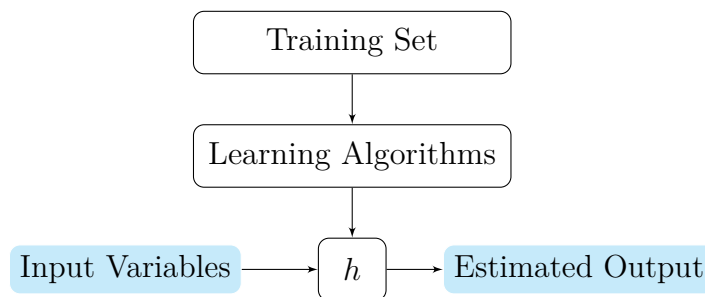 Training Set
Learning Algorithms
Input Variables
h
Estimated Output